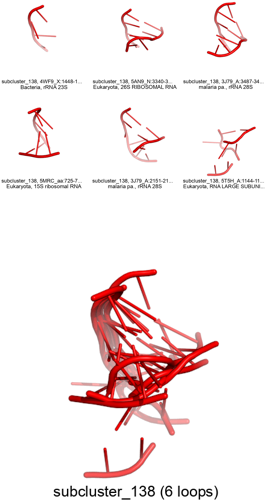 subcluster_138, 4WF9_X:1448-1...
Bacteria, rRNA 23S
subcluster_138, 5AN9_N:3340-3...
Eukaryota, 26S RIBOSOMAL RNA
subcluster_138, 3J79_A:3487-34...
malaria pa., rRNA 28S
subcluster_138, 5MRC_aa:725-7...
Eukaryota, 15S ribosomal RNA
subcluster_138, 3J79_A:2151-21...
malaria pa., rRNA 28S
subcluster_138, 5T5H_A:1144-11...
Eukaryota, RNA LARGE SUBUNI...
subcluster_138 (6 loops)